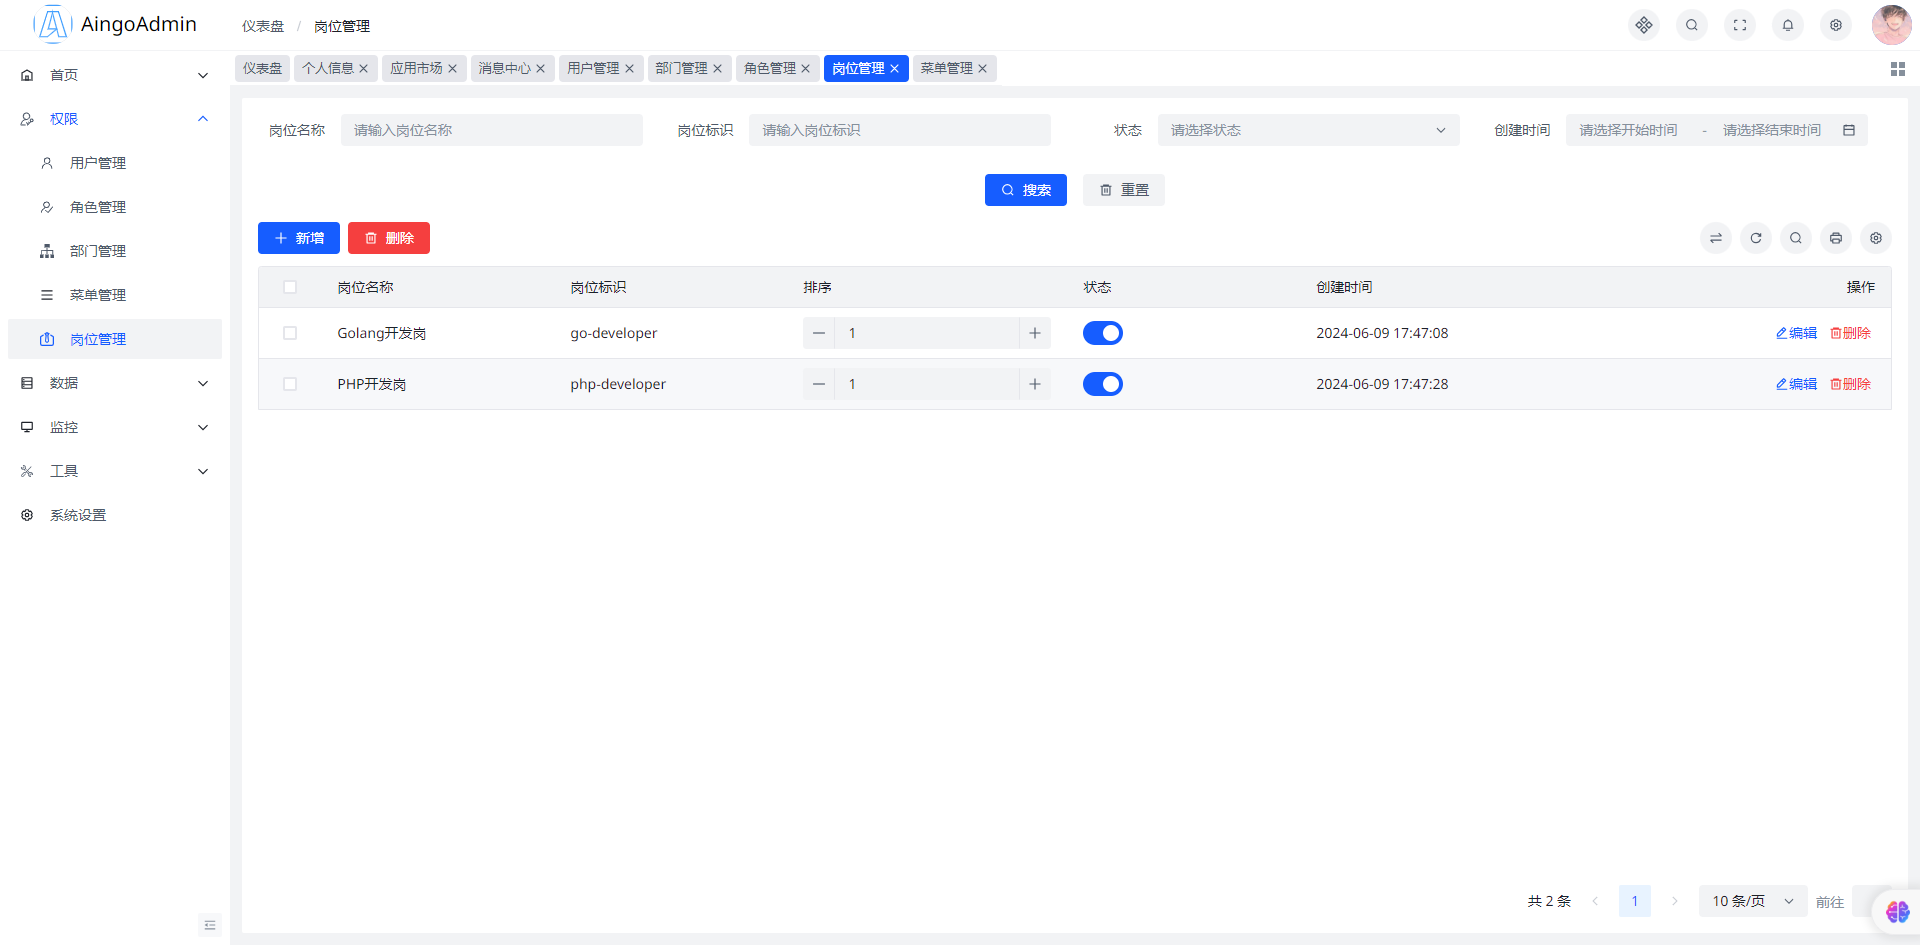 AingoAdmin
仪表盘 / 岗位管理
仪表盘 个人信息 应用市场 消息中心 用户管理 部门管理 角色管理 岗位管理 菜单管理
首页
权限
用户管理
角色管理
部门管理
菜单管理
岗位管理
数据
监控
工具
系统设置
岗位名称 请输入岗位名称 岗位标识 请输入岗位标识 状态 请选择状态 创建时间 请选择开始时间 - 请选择结束时间
搜索 重置
新增 删除
岗位名称 岗位标识 排序 状态 创建时间 操作
Golang开发岗 go-developer 1 2024-06-09 17:47:08 编辑 删除
PHP开发岗 php-developer 1 2024-06-09 17:47:28 编辑 删除
共 2 条 1 10 条/页 前往